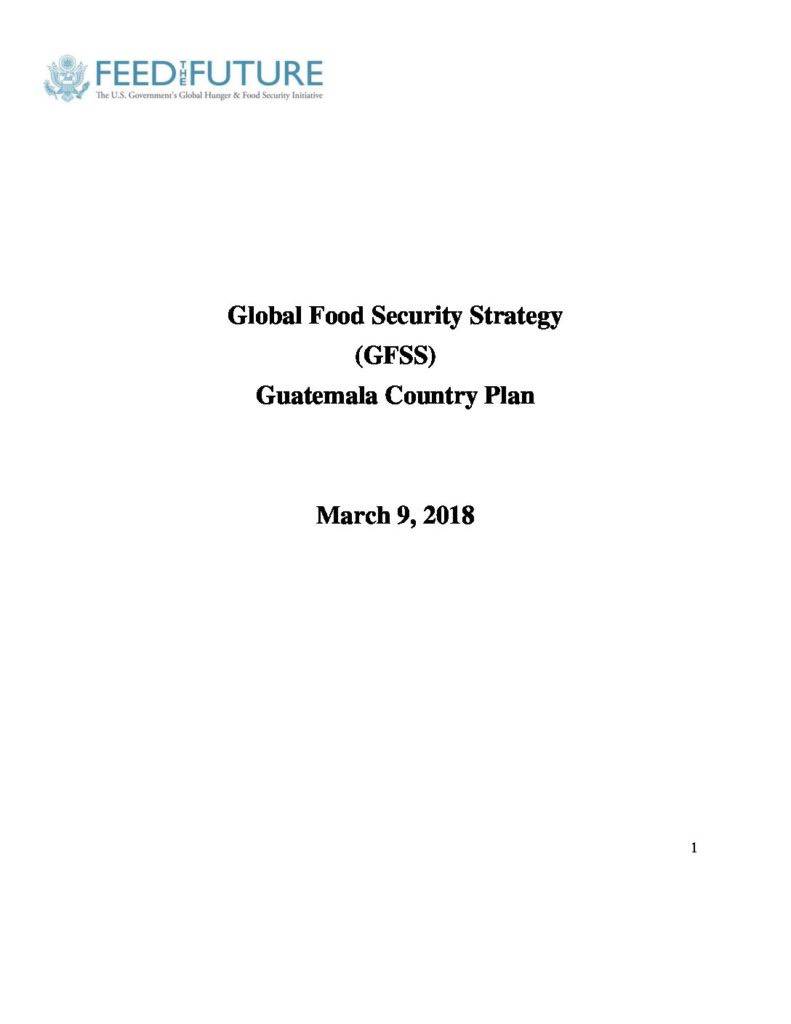 FEED THE FUTURE
The U.S. Government's Global Hunger & Food Security Initiative
Global Food Security Strategy
(GFSS)
Guatemala Country Plan
March 9, 2018
1